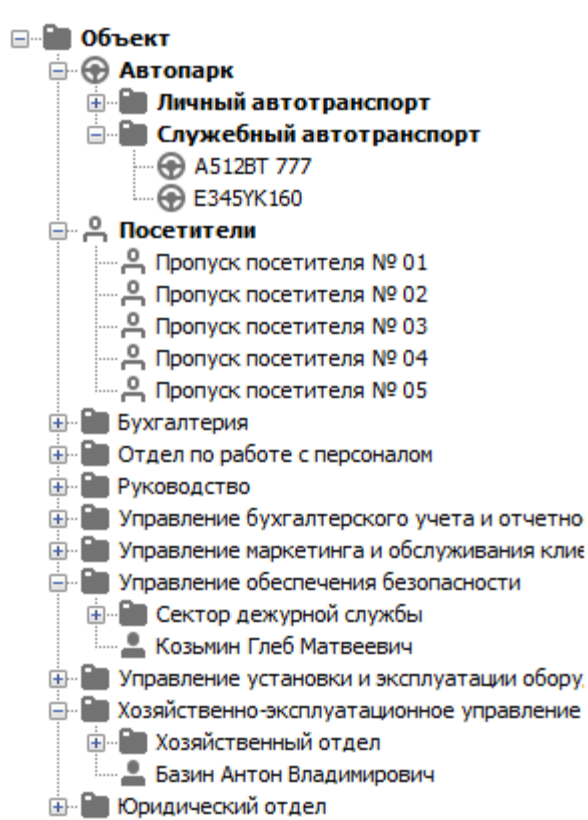 Объект
Автопарк
Личный автотранспорт
Служебный автотранспорт
А512ВТ 777
Е345УК160
Посетители
Пропуск посетителя № 01
Пропуск посетителя № 02
Пропуск посетителя № 03
Пропуск посетителя № 04
Пропуск посетителя № 05
Бухгалтерия
Отдел по работе с персоналом
Руководство
Управление бухгалтерского учета и отчетно
Управление маркетинга и обслуживания клие
Управление обеспечения безопасности
Сектор дежурной службы
Козьмин Глеб Матвеевич
Управление установки и эксплуатации обору
Хозяйственно-эксплуатационное управление
Хозяйственный отдел
Базин Антон Владимирович
Юридический отдел